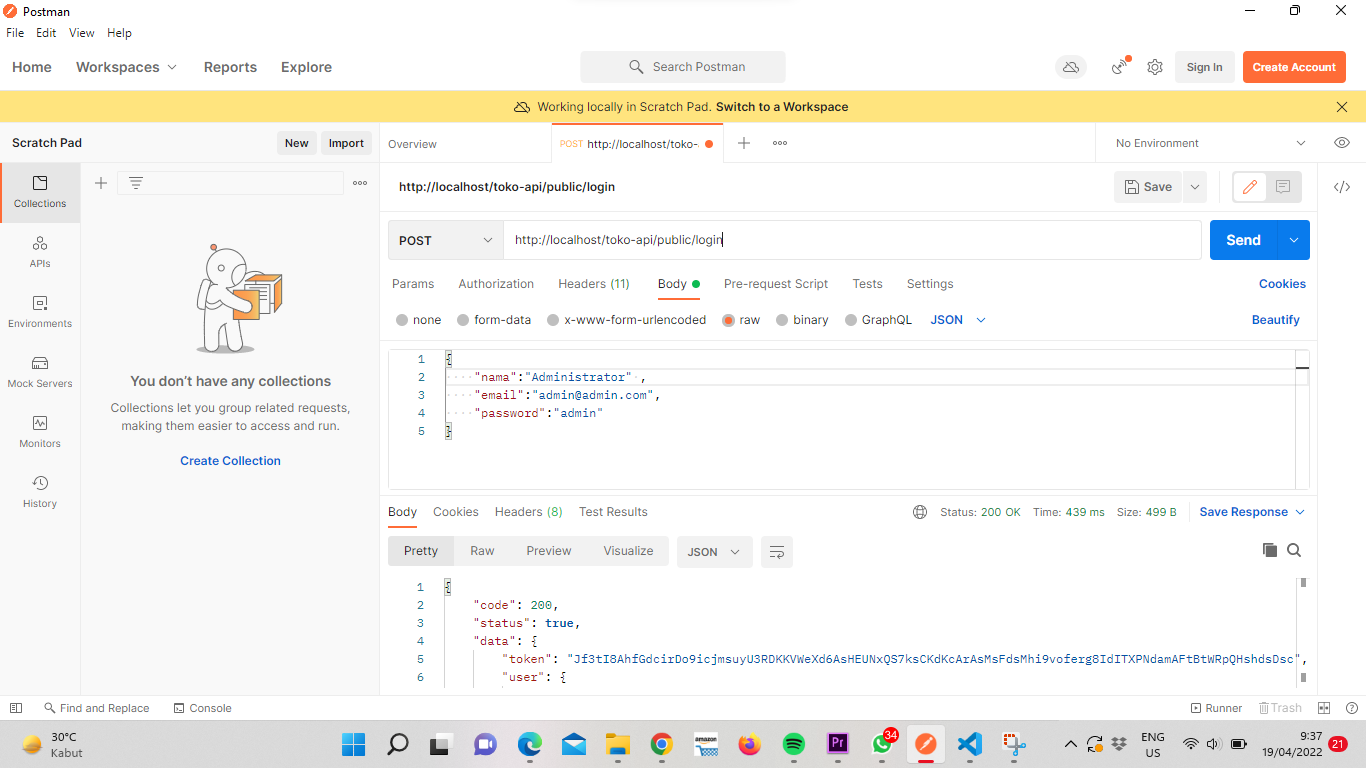 Postman
File Edit View Help
Home Workspaces Reports Explore
Search Postman
Sign In
Create Account
Working locally in Scratch Pad. Switch to a Workspace
Scratch Pad
New
Import
Overview
POST http://localhost/toko-
No Environment
Collections
APIs
Environments
Mock Servers
Monitors
History
You don't have any collections
Collections let you group related requests,
making them easier to access and run.
Create Collection
http://localhost/toko-api/public/login
Save
POST
http://localhost/toko-api/public/login
Send
Params Authorization Headers (11) Body Pre-request Script Tests Settings
Cookies
none form-data x-www-form-urlencoded raw binary GraphQL JSON
Beautify
1 {
2 "nama":"Administrator" ,
3 "email":"admin@admin.com",
4 "password":"admin"
5 }
Body Cookies Headers (8) Test Results
Status: 200 OK Time: 439 ms Size: 499 B
Save Response
Pretty Raw Preview Visualize JSON
1 {
2 "code": 200,
3 "status": true,
4 "data": {
5 "token": "Jf3tI8AhfGdcirDo9icjmsuyU3RDKKVWeXd6AsHEUNxQS7ksCKdKcArAsMsFdsMhi9voferg8IdITXPNdamAFtBtWRpQHshdsDsc",
6 "user": {
Find and Replace
Console
Runner
Trash
30°C
Kabut
amazon
Pr
34
ENG
US
9:37
19/04/2022
21